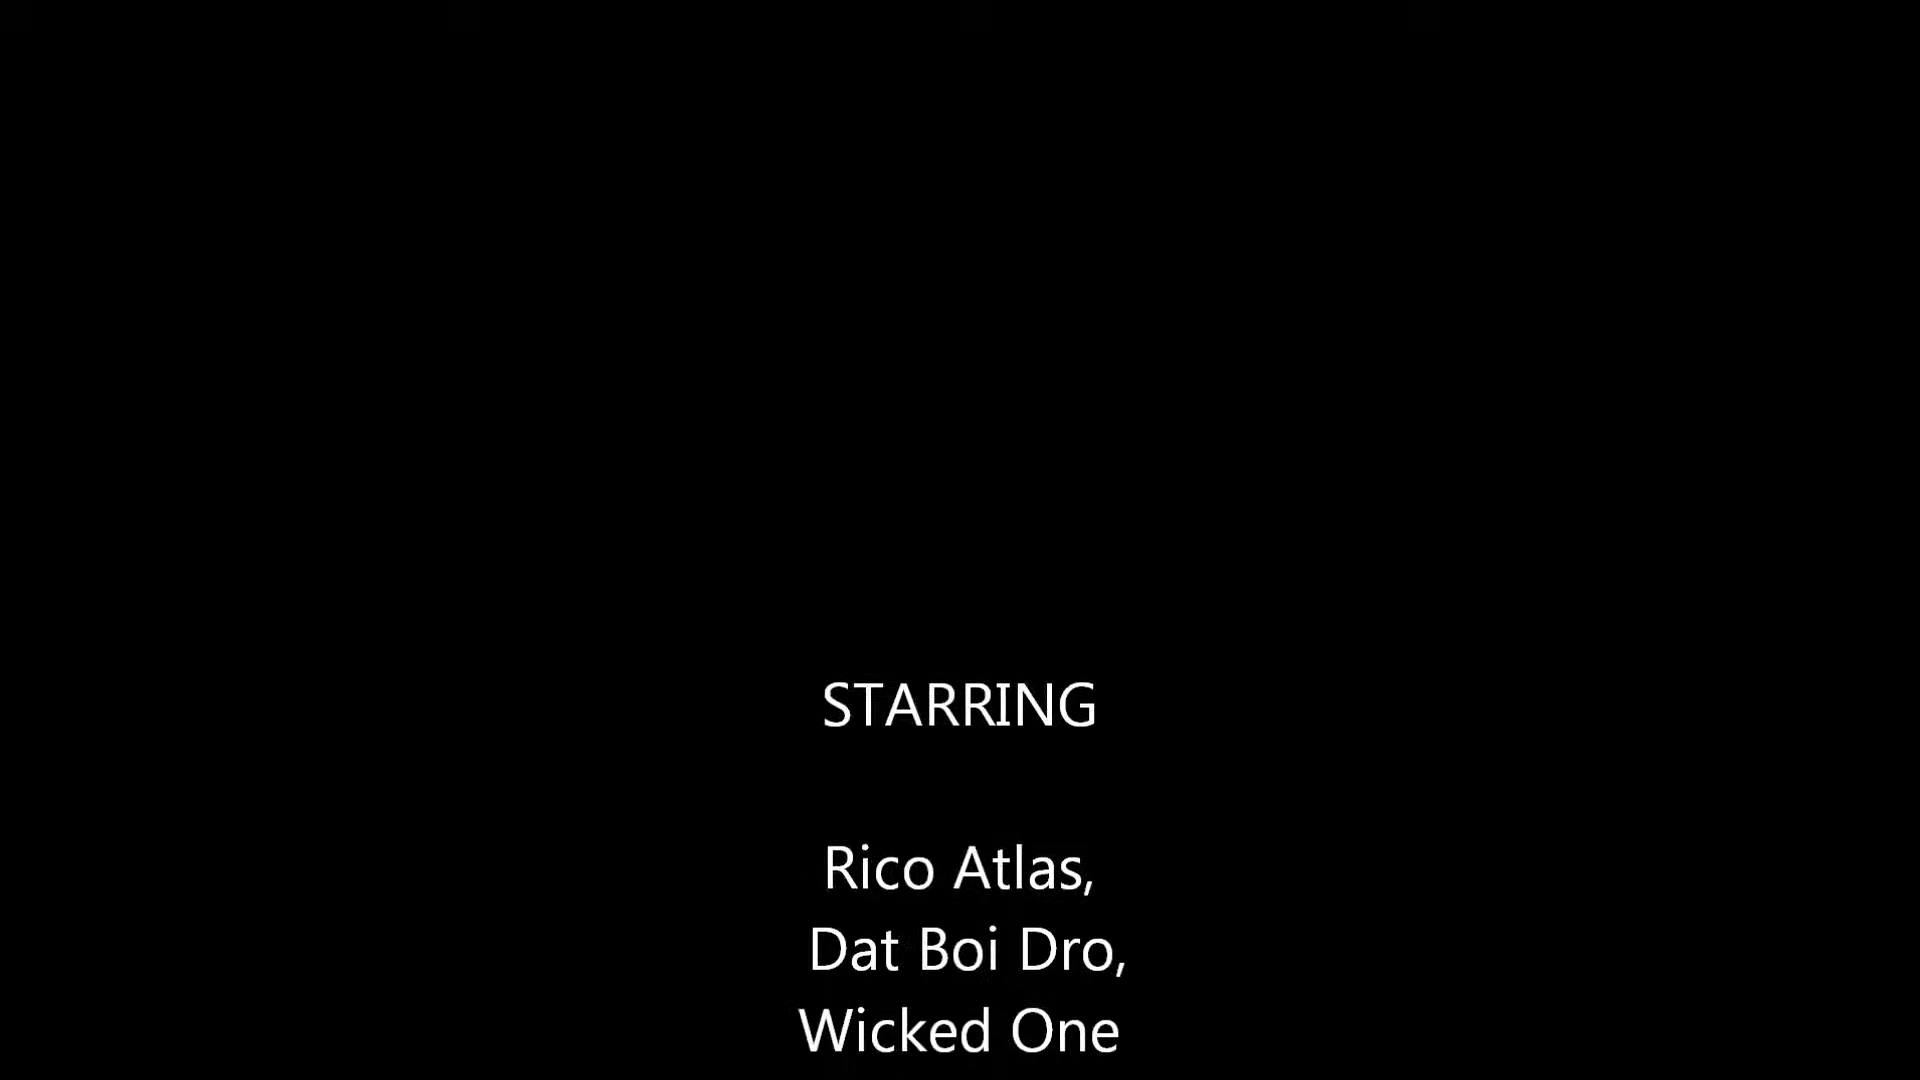 STARRING
Rico Atlas,
Dat Boi Dro,
Wicked One